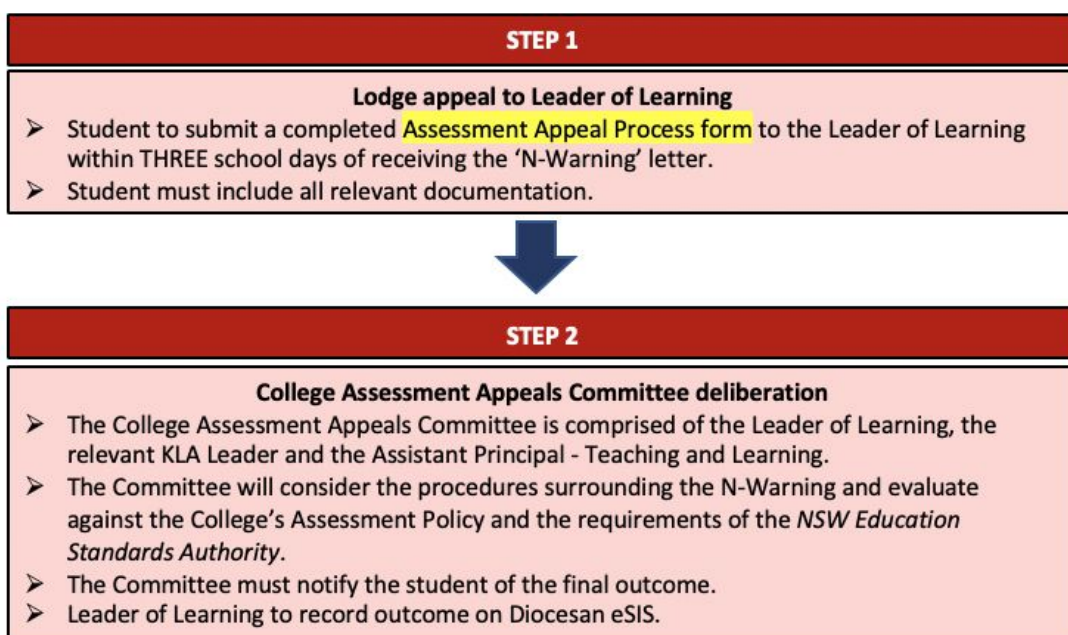 STEP 1
Lodge appeal to Leader of Learning
➢ Student to submit a completed Assessment Appeal Process form to the Leader of Learning
within THREE school days of receiving the ‘N-Warning’ letter.
➢ Student must include all relevant documentation.
STEP 2
College Assessment Appeals Committee deliberation
➢ The College Assessment Appeals Committee is comprised of the Leader of Learning, the
relevant KLA Leader and the Assistant Principal - Teaching and Learning.
➢ The Committee will consider the procedures surrounding the N-Warning and evaluate
against the College’s Assessment Policy and the requirements of the NSW Education
Standards Authority.
➢ The Committee must notify the student of the final outcome.
➢ Leader of Learning to record outcome on Diocesan eSIS.